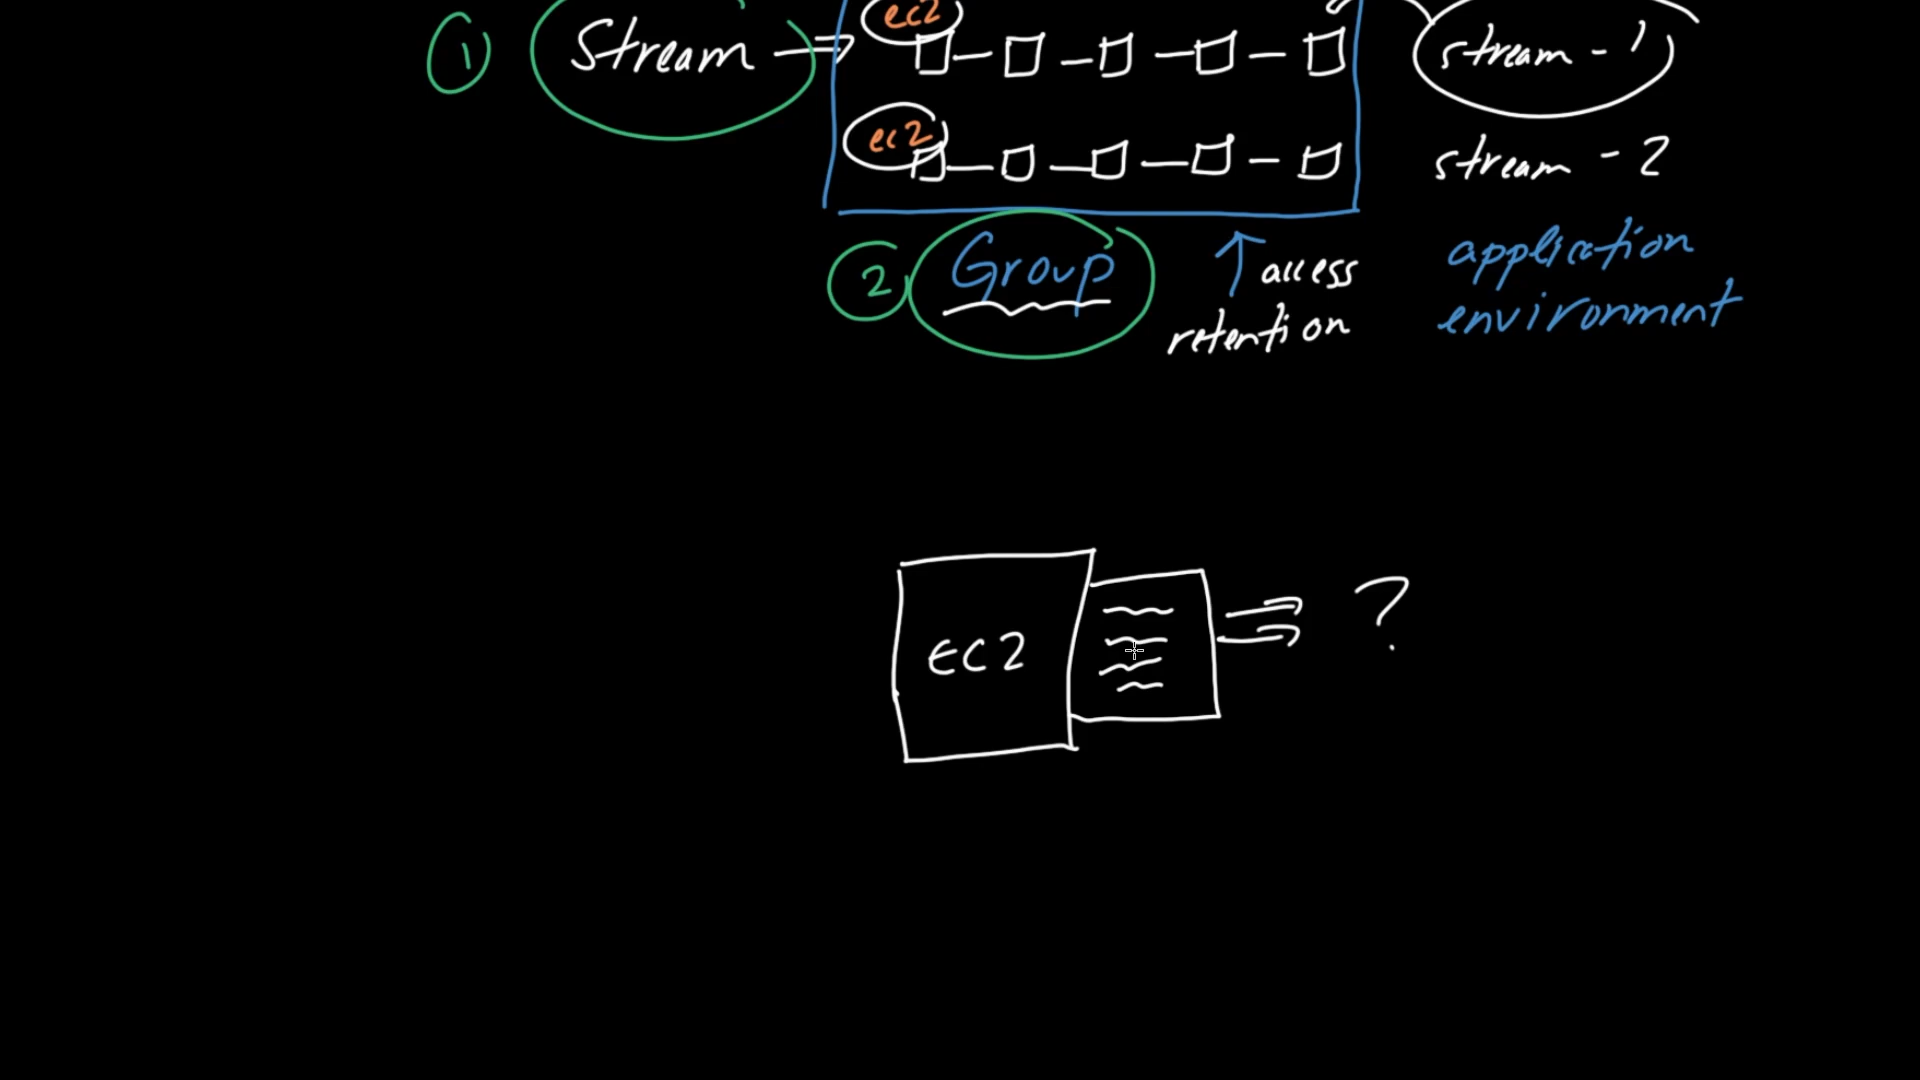 ec2
① Stream → stream - 1
ec2
stream - 2
② Group ↑ access application
retention environment
EC2 ?